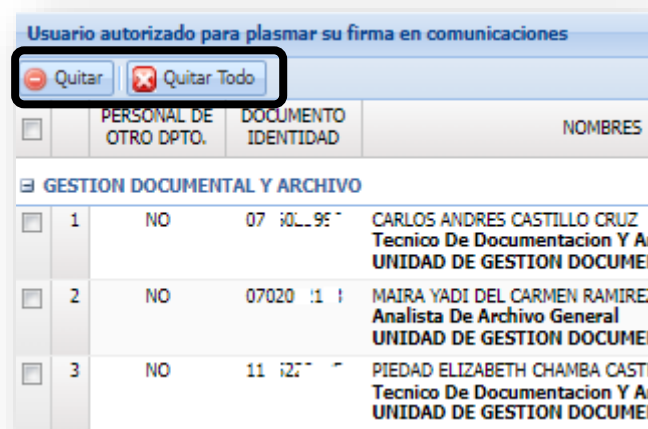 Usuario autorizado para plasmar su firma en comunicaciones
Quitar Quitar Todo
PERSONAL DE OTRO DPTO. DOCUMENTO IDENTIDAD NOMBRES
GESTION DOCUMENTAL Y ARCHIVO
1 NO 07 CARLOS ANDRES CASTILLO CRUZ
Tecnico De Documentacion Y
UNIDAD DE GESTION
2 NO 07020 MAIRA YADI DEL CARMEN
Analista De Archivo General
UNIDAD DE GESTION
3 NO 11 PIEDAD ELIZABETH CHAMBA
Tecnico De Documentacion Y
UNIDAD DE GESTION